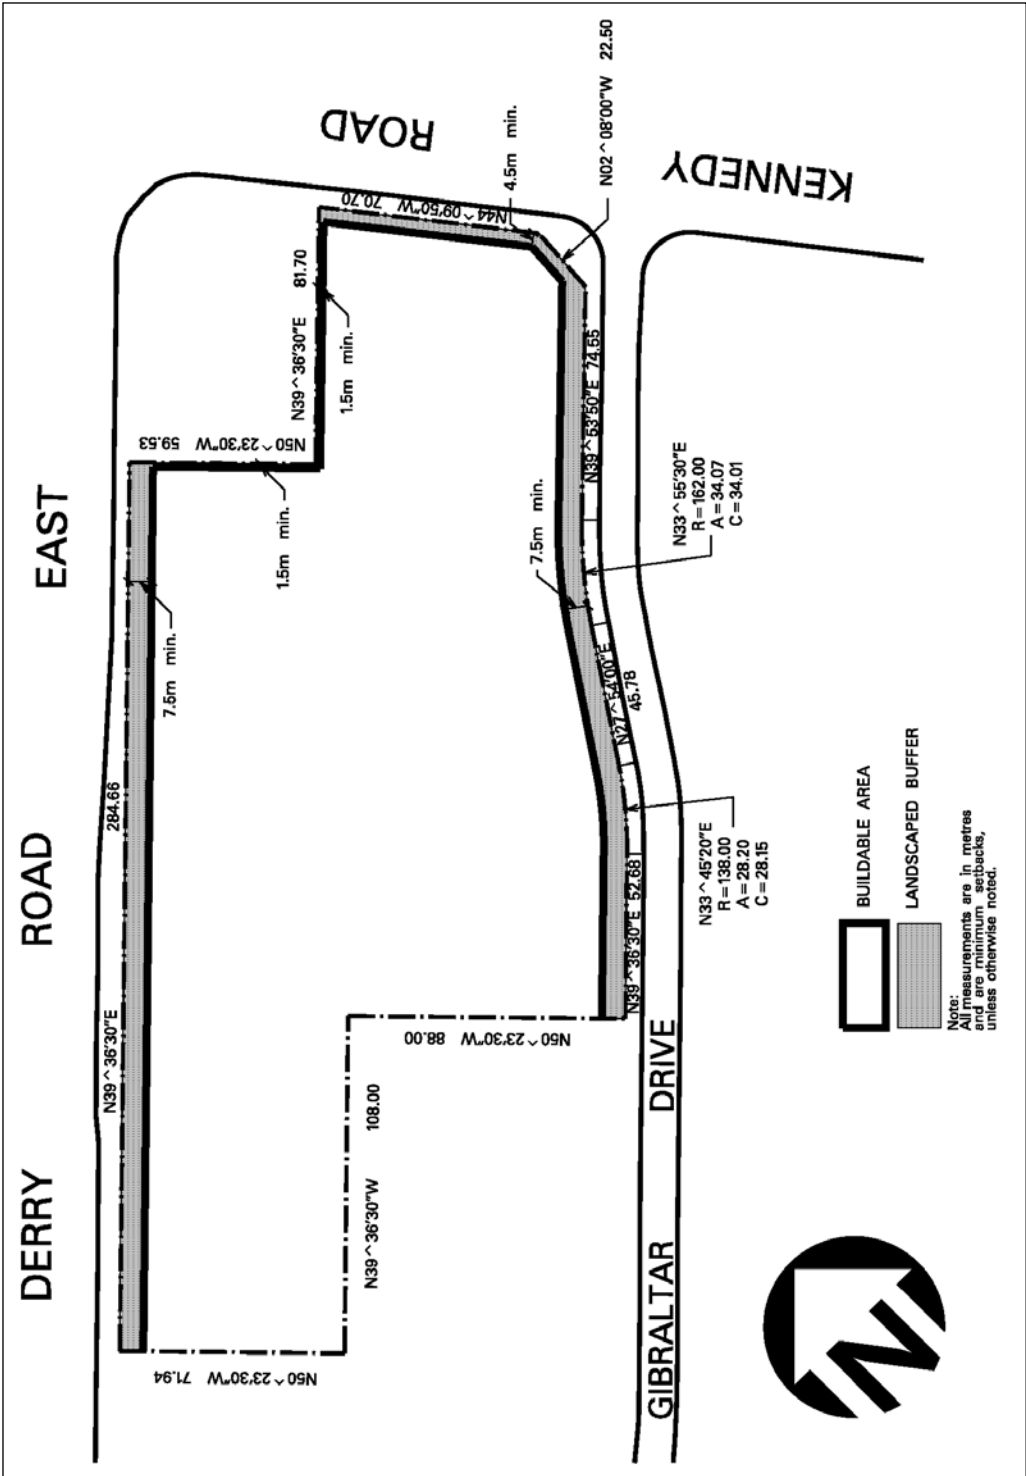 DERRY ROAD EAST
KENNEDY ROAD
GIBRALTAR DRIVE
N39^36'30"E
284.66
7.5m min.
N50^23'30"W 59.53
1.5m min.
N39^36'30"E 81.70
1.5m min.
N44^09'50"W 70.70
4.5m min.
N02^08'00"W 22.50
N39^53'50"E 74.55
7.5m min.
N33^55'30"E
R=162.00
A=34.07
C=34.01
N27^54'00"E
45.78
N33^45'20"E
R=138.00
A=28.20
C=28.15
N39^36'30"E 52.68
N50^23'30"W 88.00
N39^36'30"W 108.00
N50^23'30"W 71.94
BUILDABLE AREA
LANDSCAPED BUFFER
Note:
All measurements are in metres
and are minimum setbacks,
unless otherwise noted.
N